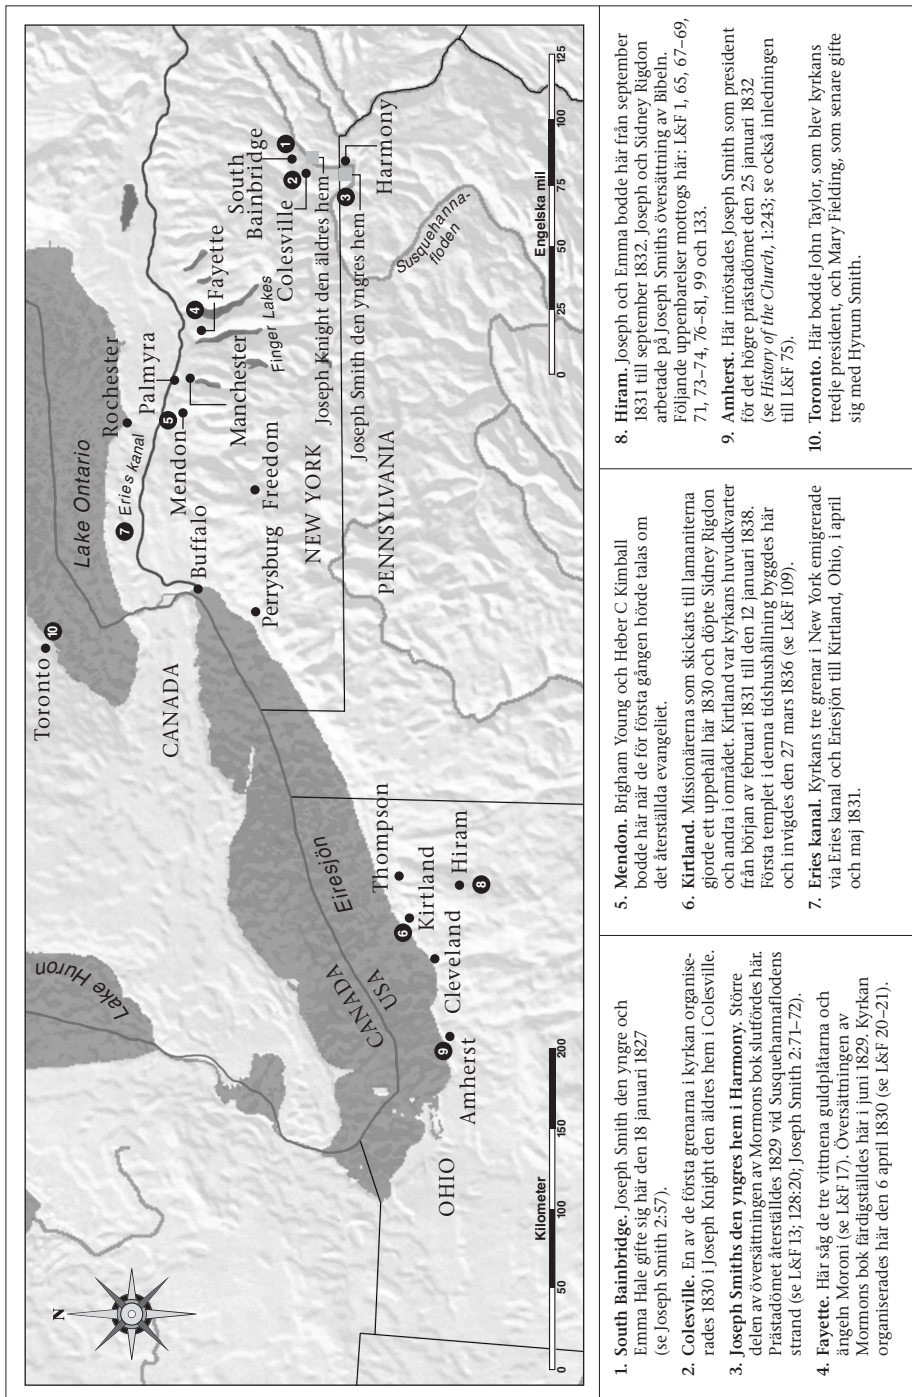 N
Lake Huron
Toronto
10
Lake Ontario
Rochester
7
Eries kanal
Palmyra
5
Mendon
Manchester
4
Fayette
Finger Lakes
South
Bainbridge
1
2
Colesville
Joseph Knight den äldres hem
3
Joseph Smith den yngres hem
Harmony
Susquehanna-
floden
CANADA
Buffalo
Perrysburg
Freedom
NEW YORK
PENNSYLVANIA
Eiresjön
CANADA
USA
Thompson
6
Kirtland
Hiram
8
Cleveland
9
Amherst
OHIO
Kilometer
0 50 100 150 200
Engelska mil
0 25 50 75 100 125
1. South Bainbridge. Joseph Smith den yngre och
Emma Hale gifte sig här den 18 januari 1827
(se Joseph Smith 2:57).
2. Colesville. En av de första grenarna i kyrkan organise-
rades 1830 i Joseph Knight den äldres hem i Colesville.
3. Joseph Smiths den yngres hem i Harmony. Större
delen av översättningen av Mormons bok slutfördes här.
Prästadömet återställdes 1829 vid Susquehannaflodens
strand (se L&F 13; 128:20; Joseph Smith 2:71–72).
4. Fayette. Här såg de tre vittnena guldplåtarna och
ängeln Moroni (se L&F 17). Översättningen av
Mormons bok färdigställdes här i juni 1829. Kyrkan
organiserades här den 6 april 1830 (se L&F 20–21).
5. Mendon. Brigham Young och Heber C Kimball
bodde här när de för första gången hörde talas om
det återställda evangeliet.
6. Kirtland. Missionärerna som skickats till lamaniterna
gjorde ett uppehåll här 1830 och döpte Sidney Rigdon
och andra i området. Kirtland var kyrkans huvudkvarter
från början av februari 1831 till den 12 januari 1838.
Första templet i denna tidshushållning byggdes här
och invigdes den 27 mars 1836 (se L&F 109).
7. Eries kanal. Kyrkans tre grenar i New York emigrerade
via Eries kanal och Eriesjön till Kirtland, Ohio, i april
och maj 1831.
8. Hiram. Joseph och Emma bodde här från september
1831 till september 1832. Joseph och Sidney Rigdon
arbetade på Joseph Smiths översättning av Bibeln.
Följande uppenbarelser mottogs här: L&F 1, 65, 67–69,
71, 73–74, 76–81, 99 och 133.
9. Amherst. Här inröstades Joseph Smith som president
för det högre prästadömet den 25 januari 1832
(se History of the Church, 1:243; se också inledningen
till L&F 75).
10. Toronto. Här bodde John Taylor, som blev kyrkans
tredje president, och Mary Fielding, som senare gifte
sig med Hyrum Smith.